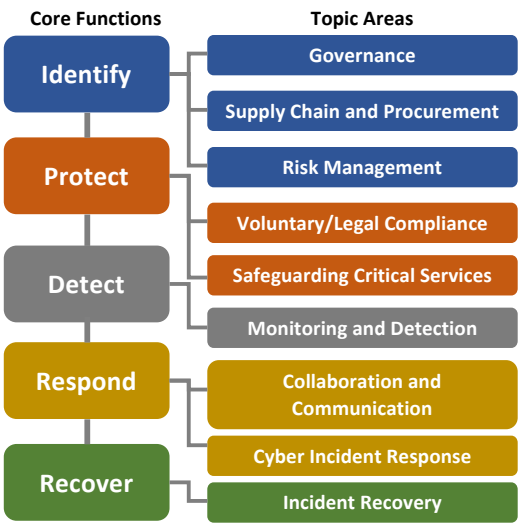 Core Functions
Topic Areas
Identify
Governance
Supply Chain and Procurement
Risk Management
Protect
Voluntary/Legal Compliance
Safeguarding Critical Services
Detect
Monitoring and Detection
Respond
Collaboration and
Communication
Cyber Incident Response
Recover
Incident Recovery